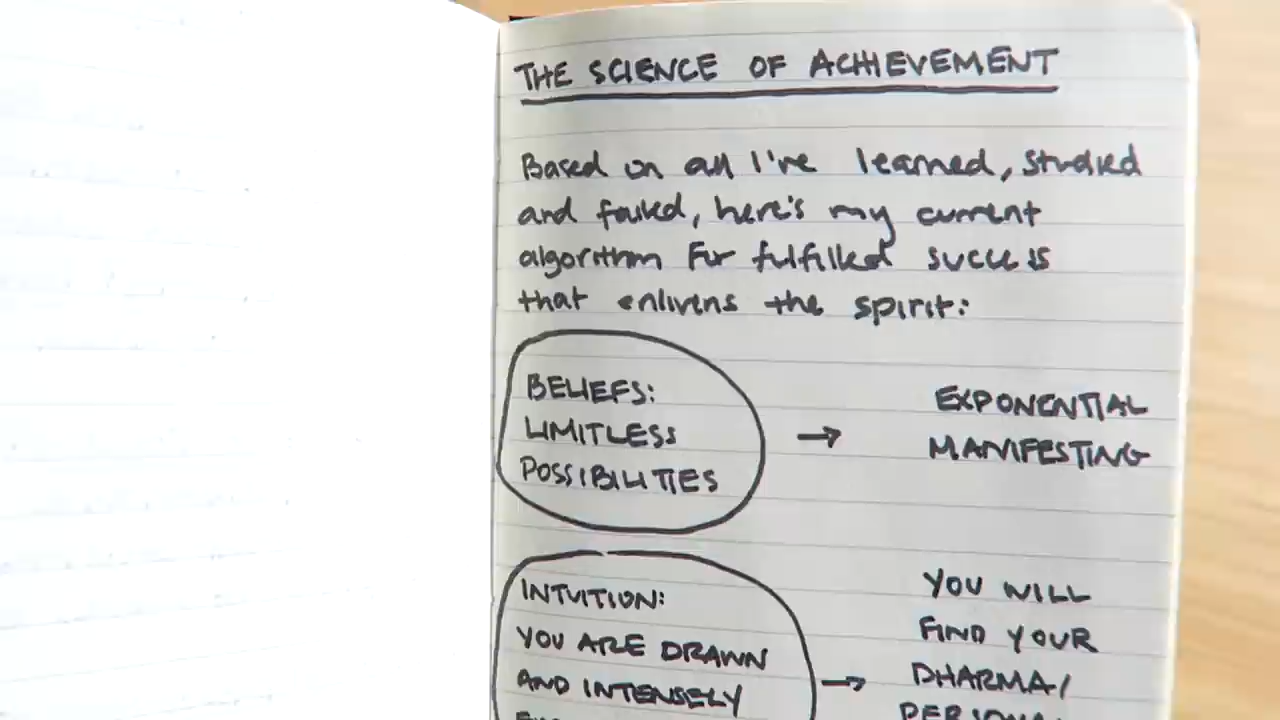 THE SCIENCE OF ACHIEVEMENT
Based on all I've learned, studied
and failed, here's my current
algorithm for fulfilled success
that enlivens the spirit:
BELIEFS:
LIMITLESS
POSSIBILITIES
→
EXPONENTIAL
MANIFESTING
INTUITION:
YOU ARE DRAWN
AND INTENSELY
→
YOU WILL
FIND YOUR
DHARMA/